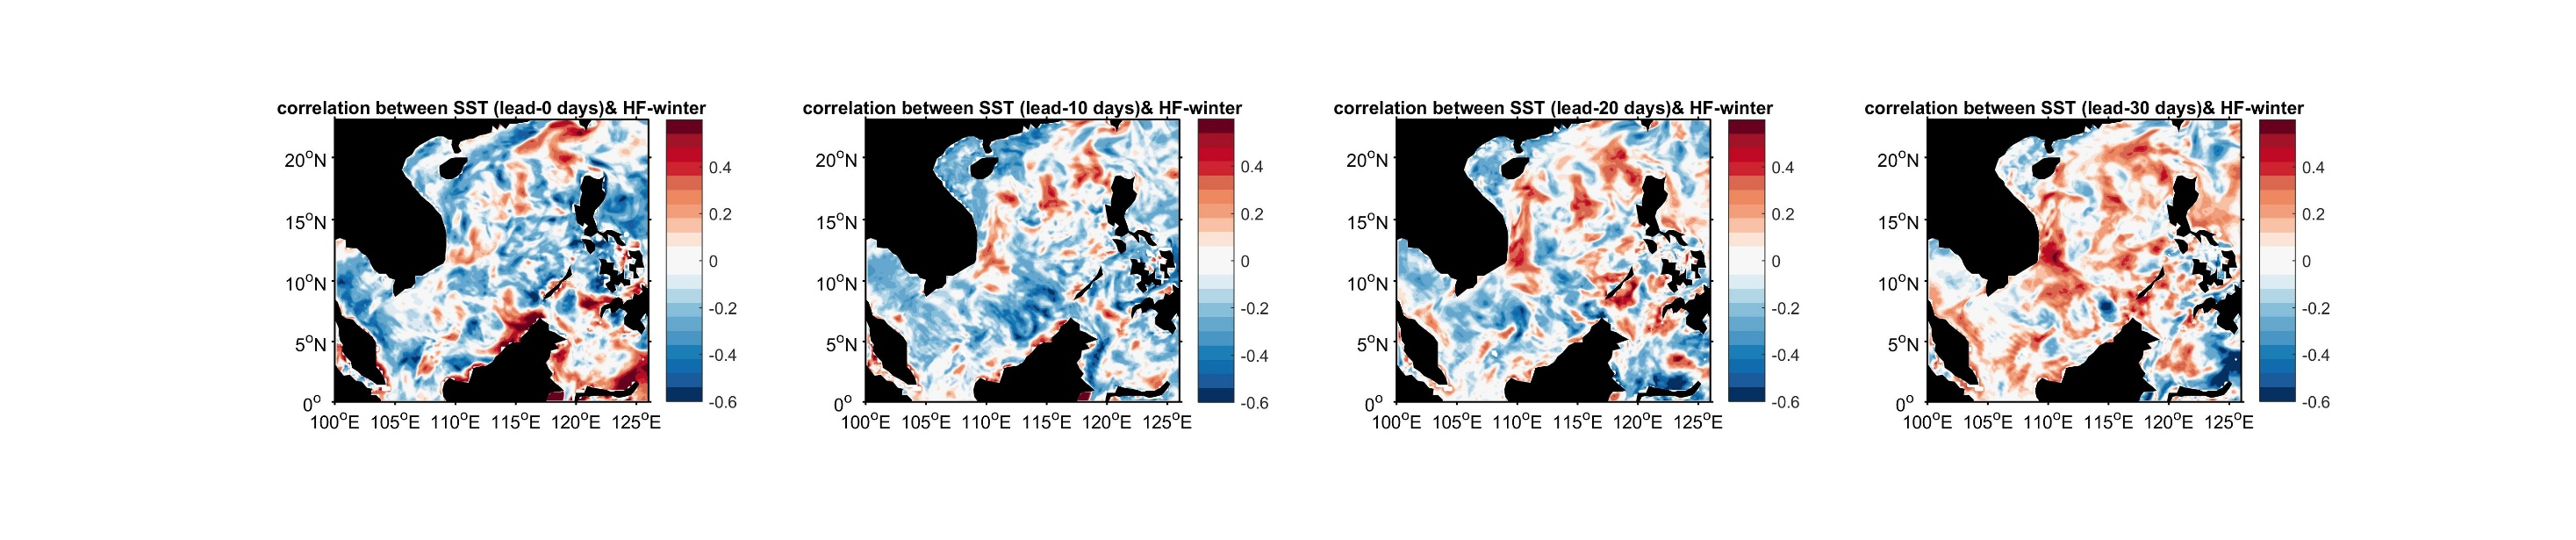 correlation between SST (lead-0 days)& HF-winter
20°N
15°N
10°N
5°N
0°
100°E 105°E 110°E 115°E 120°E 125°E
0.4
0.2
0
-0.2
-0.4
-0.6
correlation between SST (lead-10 days)& HF-winter
20°N
15°N
10°N
5°N
0°
100°E 105°E 110°E 115°E 120°E 125°E
0.4
0.2
0
-0.2
-0.4
-0.6
correlation between SST (lead-20 days)& HF-winter
20°N
15°N
10°N
5°N
0°
100°E 105°E 110°E 115°E 120°E 125°E
0.4
0.2
0
-0.2
-0.4
-0.6
correlation between SST (lead-30 days)& HF-winter
20°N
15°N
10°N
5°N
0°
100°E 105°E 110°E 115°E 120°E 125°E
0.4
0.2
0
-0.2
-0.4
-0.6